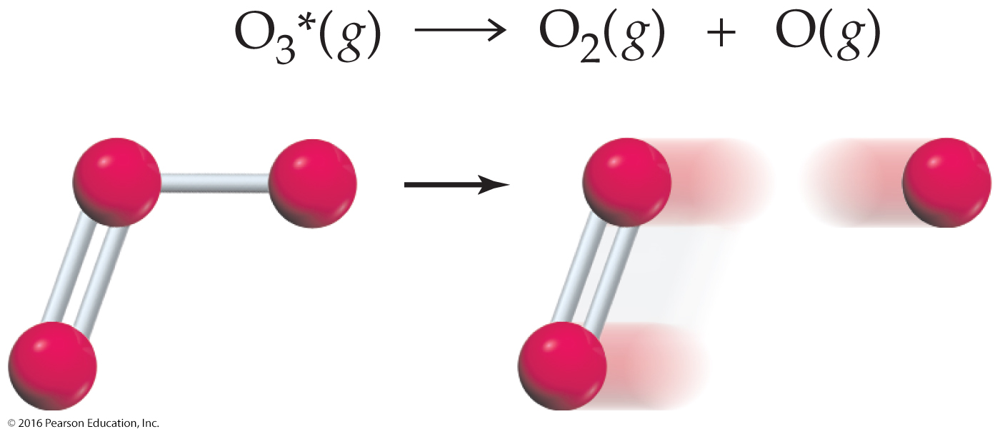 O₃*(g) ⟶ O₂(g) + O(g)
© 2016 Pearson Education, Inc.